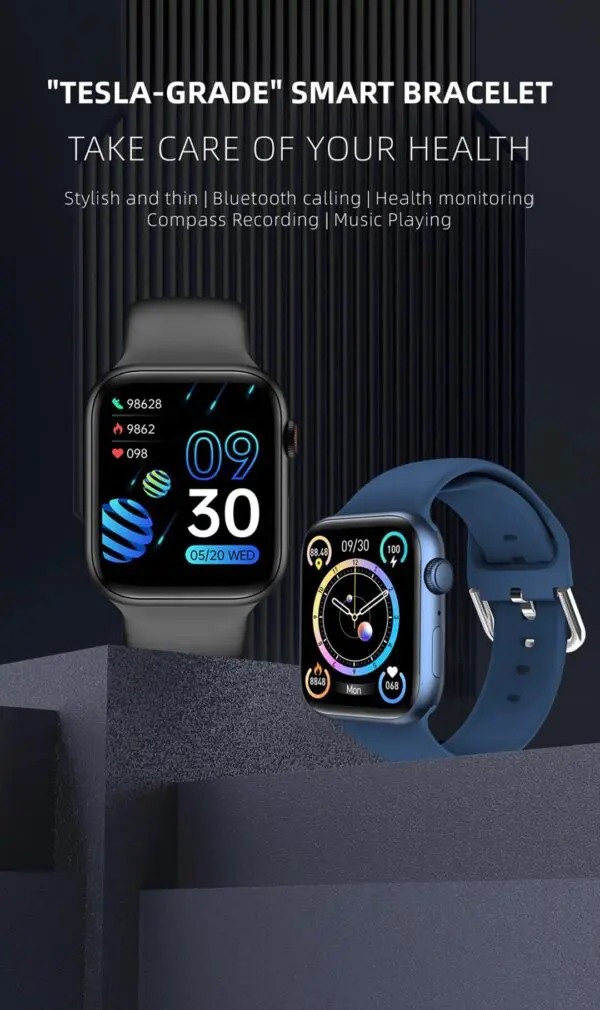 "TESLA-GRADE" SMART BRACELET
TAKE CARE OF YOUR HEALTH
Stylish and thin | Bluetooth calling | Health monitoring
Compass Recording | Music Playing
98628
9862
098
09
30
05/20 WED
88.48
09/30
100
12
8848
Mon
068